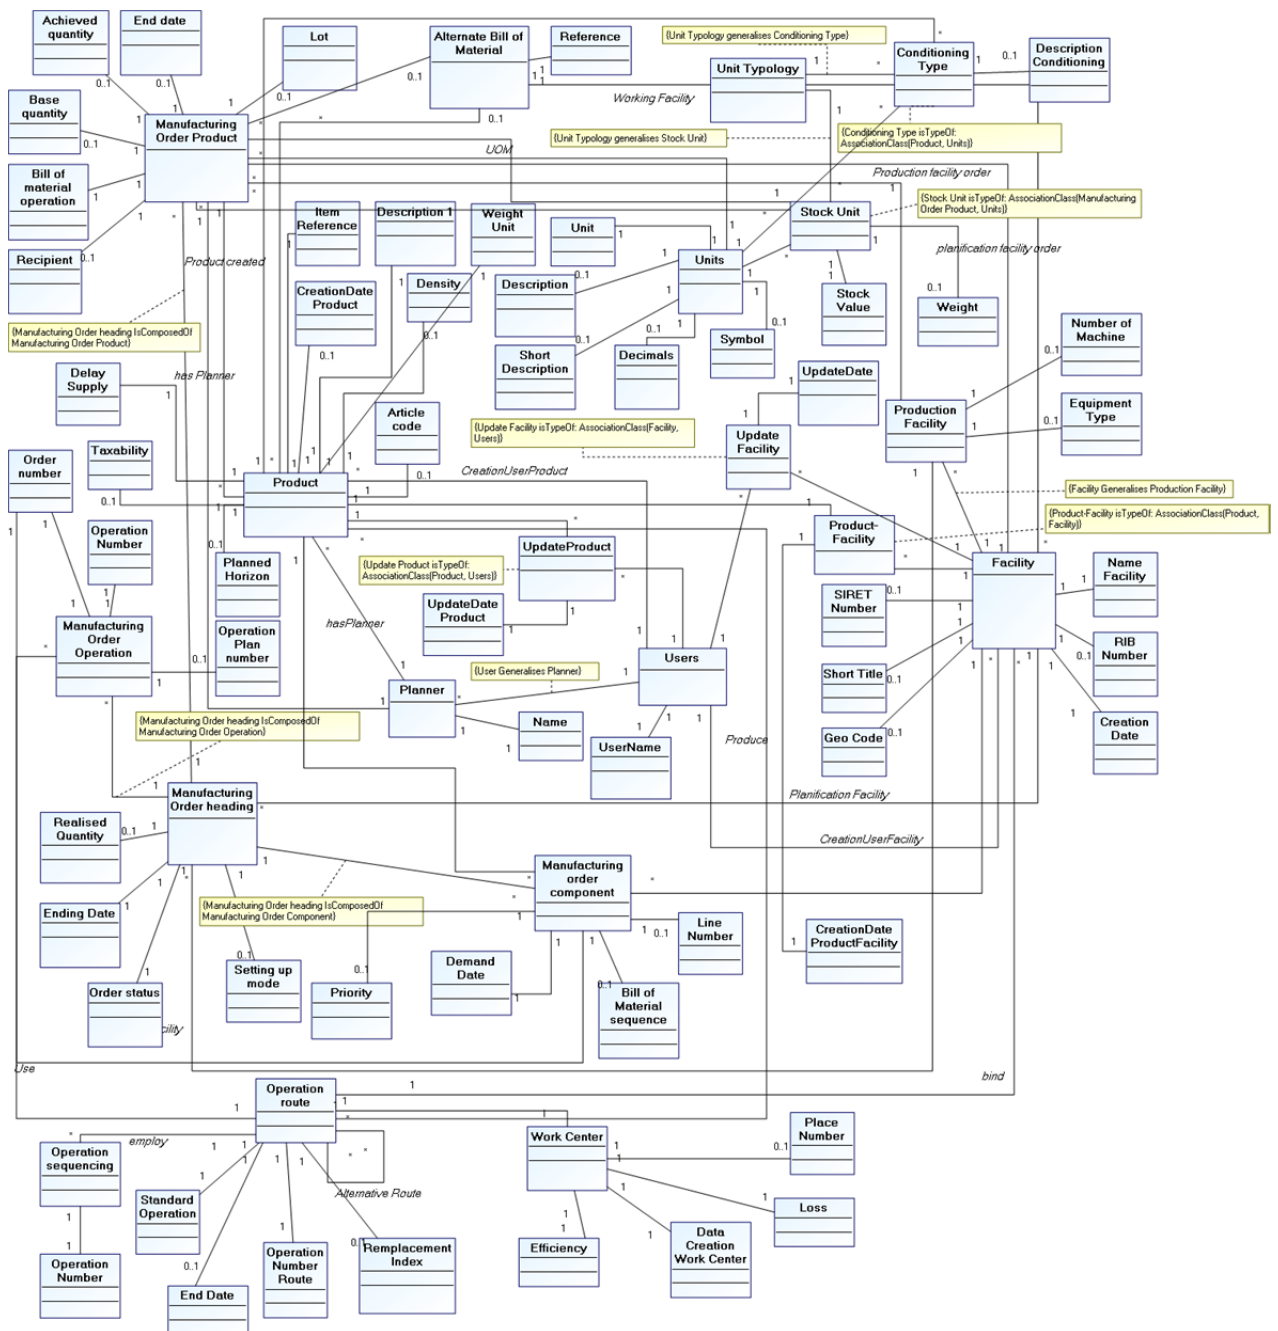 Achieved
quantity
End date
Lot
Alternate Bill of
Material
Reference
{Unit Typology generalises Conditioning Type}
Conditioning
Type
Description
Conditioning
Unit Typology
Working Facility
Base
quantity
Manufacturing
Order Product
{Unit Typology generalises Stock Unit}
{Conditioning Type isTypeOf:
AssociationClass(Product, Units)}
UOM
Production facility order
Bill of
material
operation
{Stock Unit isTypeOf: AssociationClass(Manufacturing
Order Product, Units)}
Item
Reference
Description 1
Weight
Unit
Unit
Stock Unit
planification facility order
Recipient
Product created
Units
CreationDate
Product
Density
Description
Stock
Value
Weight
{Manufacturing Order heading IsComposedOf
Manufacturing Order Product}
Short
Description
Decimals
Symbol
Number of
Machine
Delay
Supply
has Planner
UpdateDate
Article
code
Production
Facility
Equipment
Type
{Update Facility isTypeOf: AssociationClass(Facility,
Users)}
Update
Facility
Order
number
Taxability
Product
CreationUserProduct
{Facility Generalises Production Facility}
{Product-Facility isTypeOf: AssociationClass(Product,
Facility)}
Operation
Number
Product-
Facility
UpdateProduct
{Update Product isTypeOf:
AssociationClass(Product, Users)}
Planned
Horizon
Facility
Name
Facility
SIRET
Number
UpdateDate
Product
Manufacturing
Order
Operation
Operation
Plan
number
hasPlanner
Users
RIB
Number
{User Generalises Planner}
Short Title
Planner
Name
Creation
Date
{Manufacturing Order heading IsComposedOf
Manufacturing Order Operation}
UserName
Produce
Geo Code
Manufacturing
Order heading
Planification Facility
Realised
Quantity
CreationUserFacility
Manufacturing
order
component
{Manufacturing Order heading IsComposedOf
Manufacturing Order Component}
Ending Date
Line
Number
CreationDate
ProductFacility
Demand
Date
Setting up
mode
Order status
Priority
Bill of
Material
sequence
cility
Use
bind
Operation
route
employ
Operation
sequencing
Work Center
Place
Number
Standard
Operation
Alternative Route
Loss
Operation
Number
Operation
Number
Route
Remplacement
Index
Efficiency
Data
Creation
Work Center
End Date